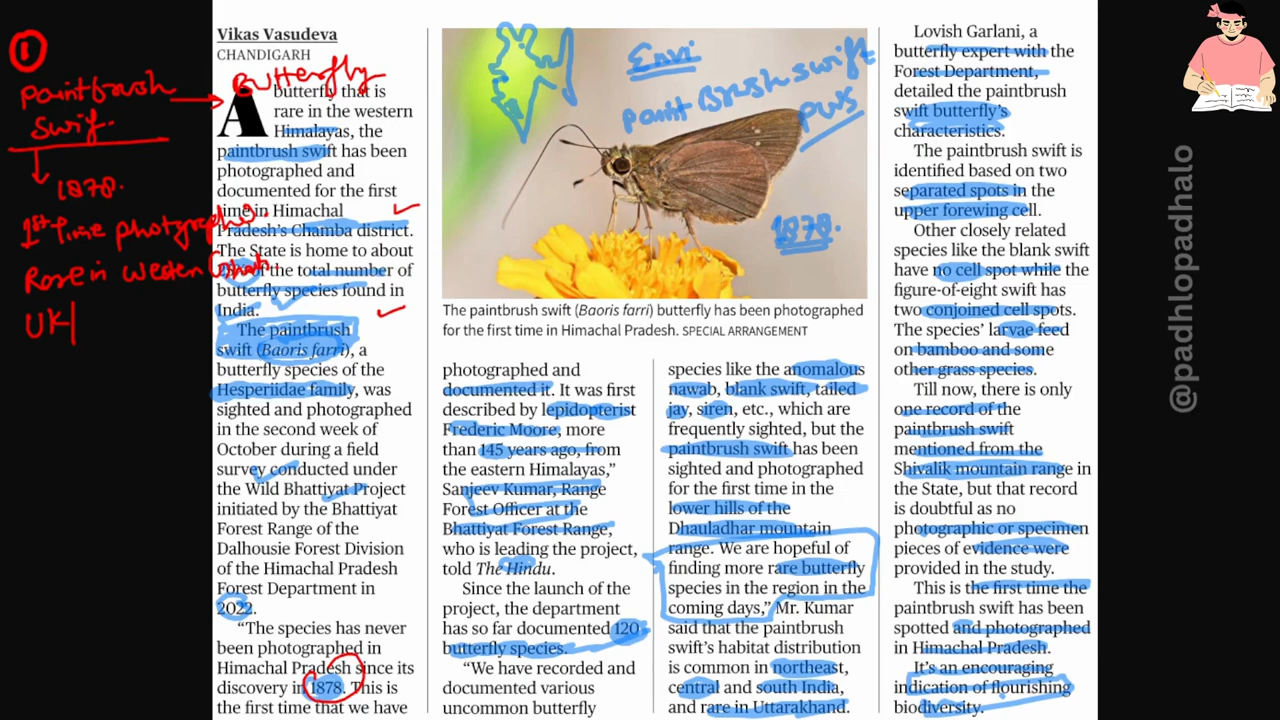 1
Paintbrush
Swif.
1878.
1st time photgraphs.
Rare in Western Ghats
UK
Vikas Vasudeva
CHANDIGARH
Butterfly
A butterfly that is
rare in the western
Himalayas, the
paintbrush swift has been
photographed and
documented for the first
time in Himachal
Pradesh's Chamba district.
The State is home to about
of the total number of
butterfly species found in
India.
The paintbrush
swift (Baoris farri), a
butterfly species of the
Hesperiidae family, was
sighted and photographed
in the second week of
October during a field
survey conducted under
the Wild Bhattiyat Project
initiated by the Bhattiyat
Forest Range of the
Dalhousie Forest Division
of the Himachal Pradesh
Forest Department in
2022.
“The species has never
been photographed in
Himachal Pradesh since its
discovery in 1878. This is
the first time that we have
Envi
paint Brush swift
PWS
1878.
The paintbrush swift (Baoris farri) butterfly has been photographed
for the first time in Himachal Pradesh. SPECIAL ARRANGEMENT
photographed and
documented it. It was first
described by lepidopterist
Frederic Moore, more
than 145 years ago, from
the eastern Himalayas,”
Sanjeev Kumar, Range
Forest Officer at the
Bhattiyat Forest Range,
who is leading the project,
told The Hindu.
Since the launch of the
project, the department
has so far documented 120
butterfly species.
“We have recorded and
documented various
uncommon butterfly
species like the anomalous
nawab, blank swift, tailed
jay, siren, etc., which are
frequently sighted, but the
paintbrush swift has been
sighted and photographed
for the first time in the
lower hills of the
Dhauladhar mountain
range. We are hopeful of
finding more rare butterfly
species in the region in the
coming days,” Mr. Kumar
said that the paintbrush
swift's habitat distribution
is common in northeast,
central and south India,
and rare in Uttarakhand.
Lovish Garlani, a
butterfly expert with the
Forest Department,
detailed the paintbrush
swift butterfly's
characteristics.
The paintbrush swift is
identified based on two
separated spots in the
upper forewing cell.
Other closely related
species like the blank swift
have no cell spot while the
figure-of-eight swift has
two conjoined cell spots.
The species' larvae feed
on bamboo and some
other grass species.
Till now, there is only
one record of the
paintbrush swift
mentioned from the
Shivalik mountain range in
the State, but that record
is doubtful as no
photographic or specimen
pieces of evidence were
provided in the study.
This is the first time the
paintbrush swift has been
spotted and photographed
in Himachal Pradesh.
It's an encouraging
indication of flourishing
biodiversity.
@padhlopadhalo